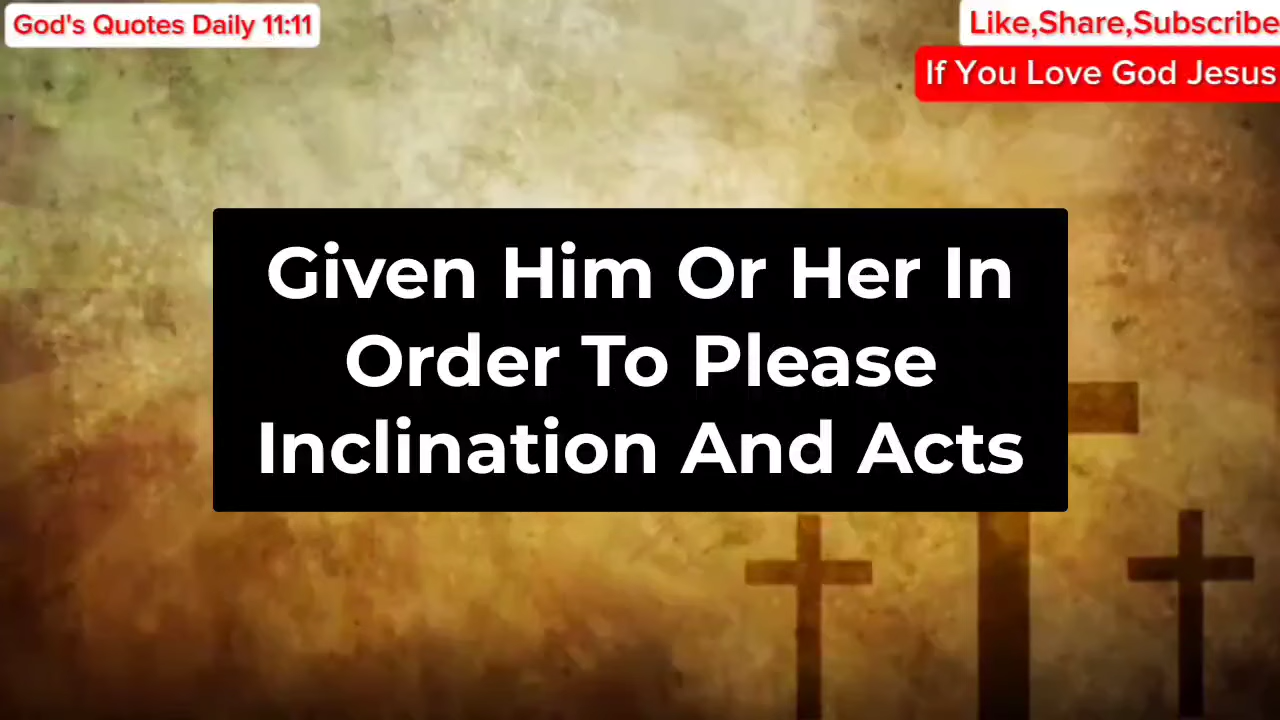 God's Quotes Daily 11:11
Like,Share,Subscribe
If You Love God Jesus
Given Him Or Her In
Order To Please
Inclination And Acts